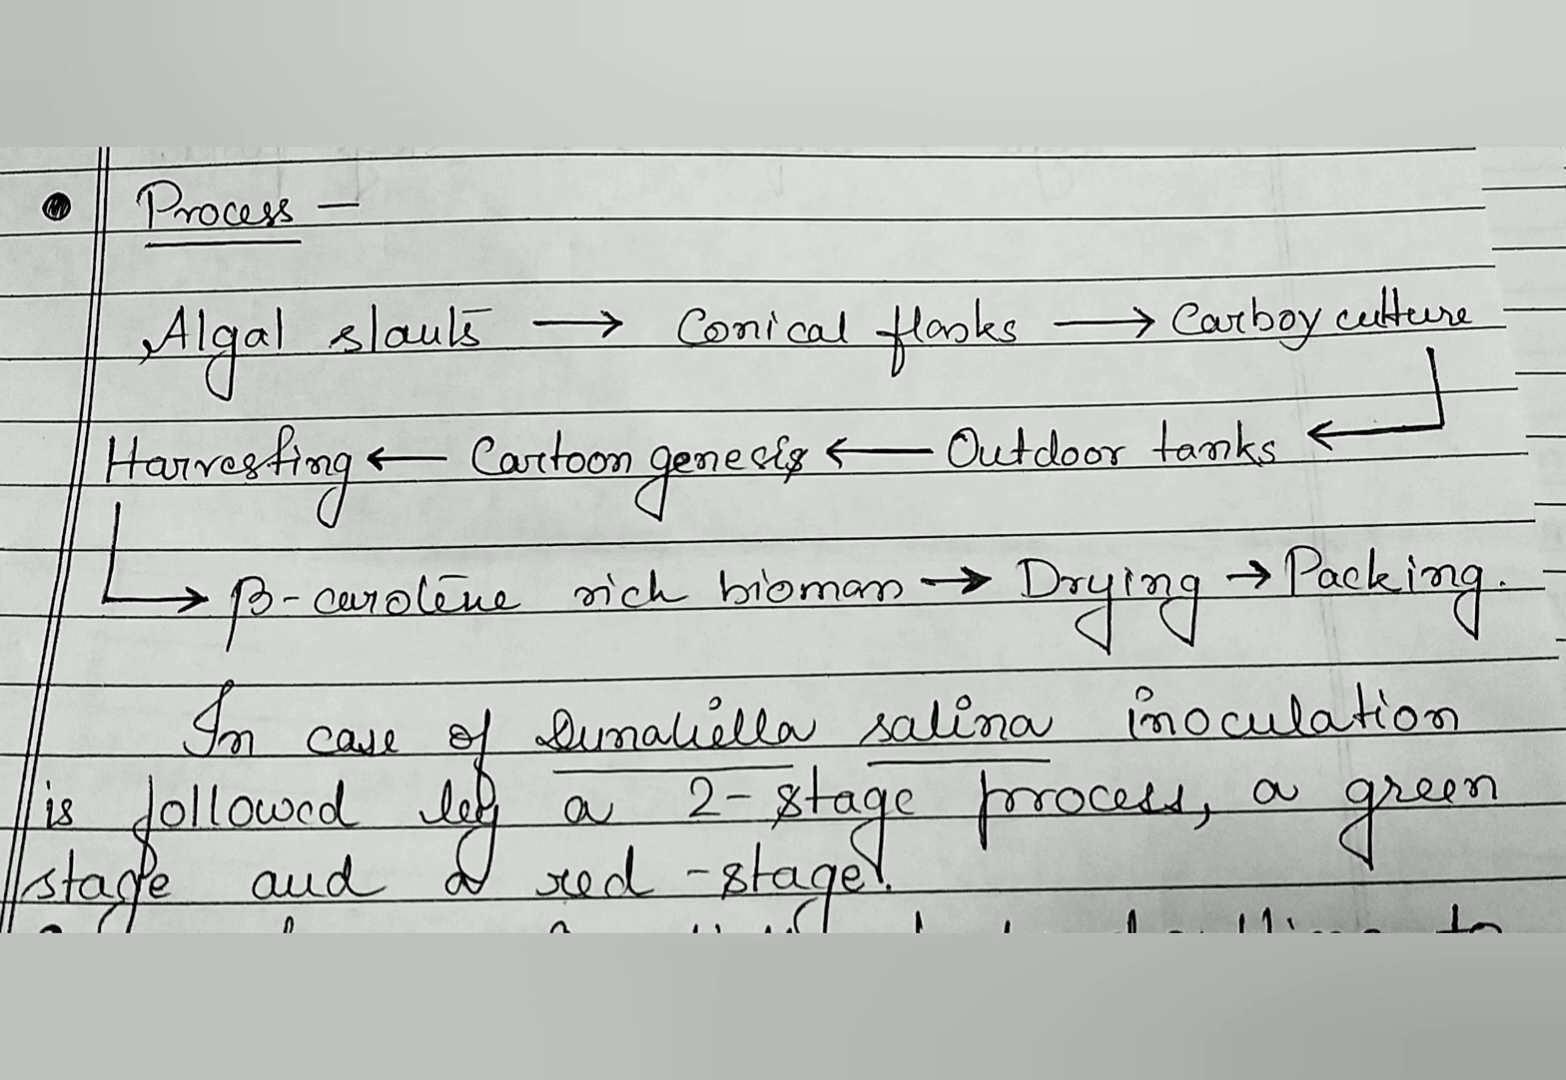 • Process –
Algal slants → Conical flasks → Carboy culture
Harvesting ← Cartoon genesis ← Outdoor tanks ←
→ β-carotene rich biomass → Drying → Packing.
In case of Dunaliella salina inoculation
is followed by a 2-stage process, a green
stage and a red-stage.